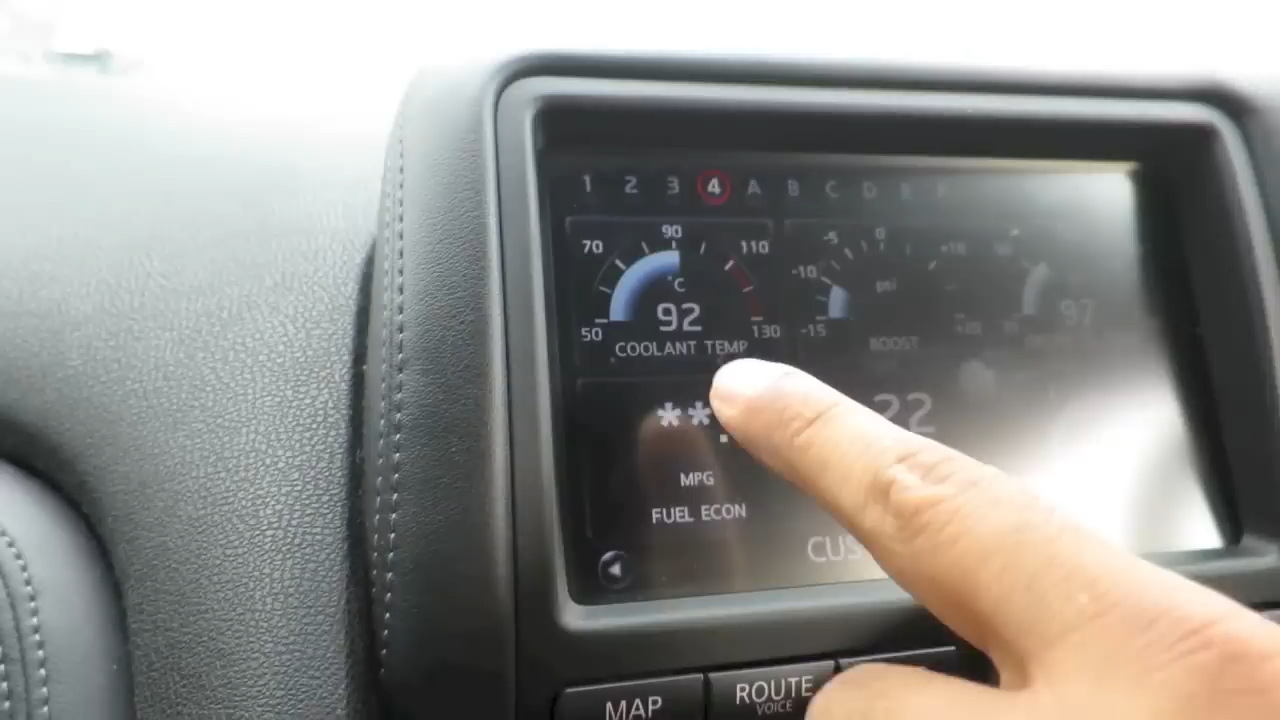 1 2 3 4 A B C D E F
90
70 110
°C
92
50 130
COOLANT TEMP
-5 0 +10
-10
psi
-15 +20
BOOST
97
**
.
22
MPG
FUEL ECON
CUS
MAP
ROUTE
VOICE